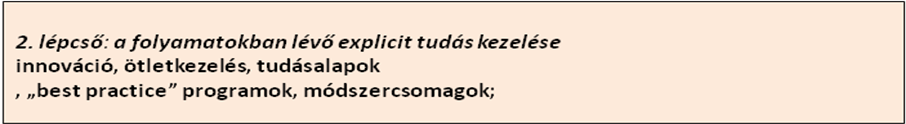 2. lépcső: a folyamatokban lévő explicit tudás kezelése
innováció, ötletkezelés, tudásalapok
, „best practice” programok, módszercsomagok;